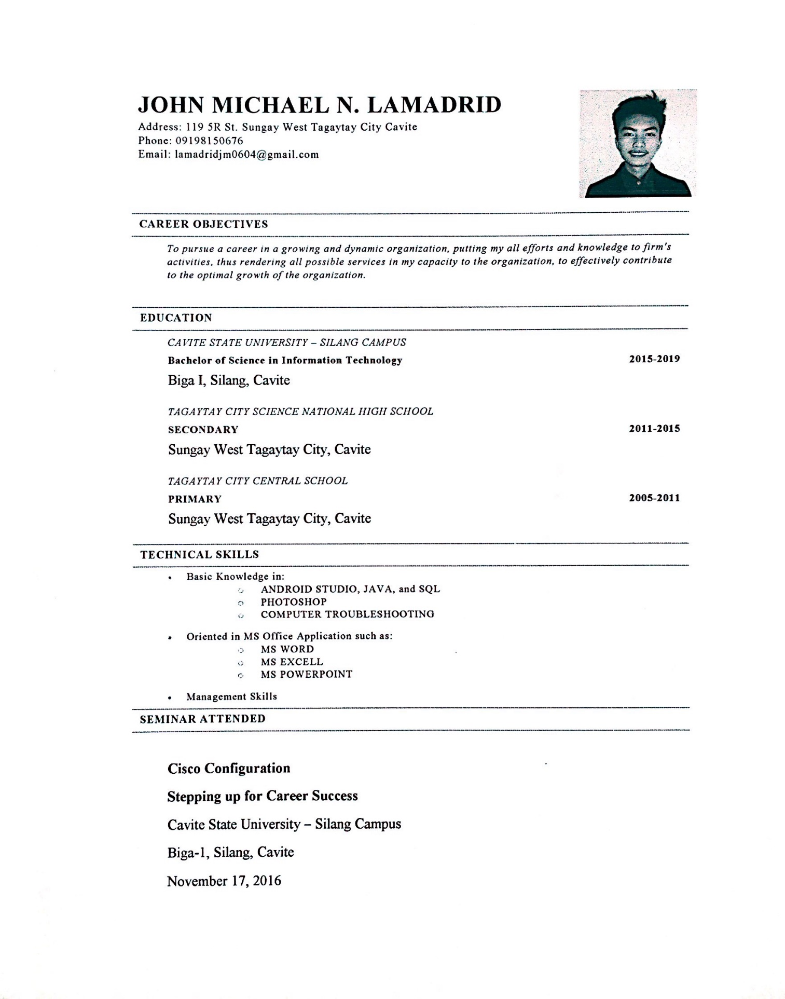 JOHN MICHAEL N. LAMADRID
Address: 119 5R St. Sungay West Tagaytay City Cavite
Phone: 09198150676
Email: lamadridjm0604@gmail.com
CAREER OBJECTIVES
To pursue a career in a growing and dynamic organization, putting my all efforts and knowledge to firm's
activities, thus rendering all possible services in my capacity to the organization, to effectively contribute
to the optimal growth of the organization.
EDUCATION
CAVITE STATE UNIVERSITY – SILANG CAMPUS
Bachelor of Science in Information Technology 2015-2019
Biga I, Silang, Cavite
TAGAYTAY CITY SCIENCE NATIONAL HIGH SCHOOL
SECONDARY 2011-2015
Sungay West Tagaytay City, Cavite
TAGAYTAY CITY CENTRAL SCHOOL
PRIMARY 2005-2011
Sungay West Tagaytay City, Cavite
TECHNICAL SKILLS
• Basic Knowledge in:
○ ANDROID STUDIO, JAVA, and SQL
○ PHOTOSHOP
○ COMPUTER TROUBLESHOOTING
• Oriented in MS Office Application such as:
○ MS WORD
○ MS EXCELL
○ MS POWERPOINT
• Management Skills
SEMINAR ATTENDED
Cisco Configuration
Stepping up for Career Success
Cavite State University – Silang Campus
Biga-1, Silang, Cavite
November 17, 2016